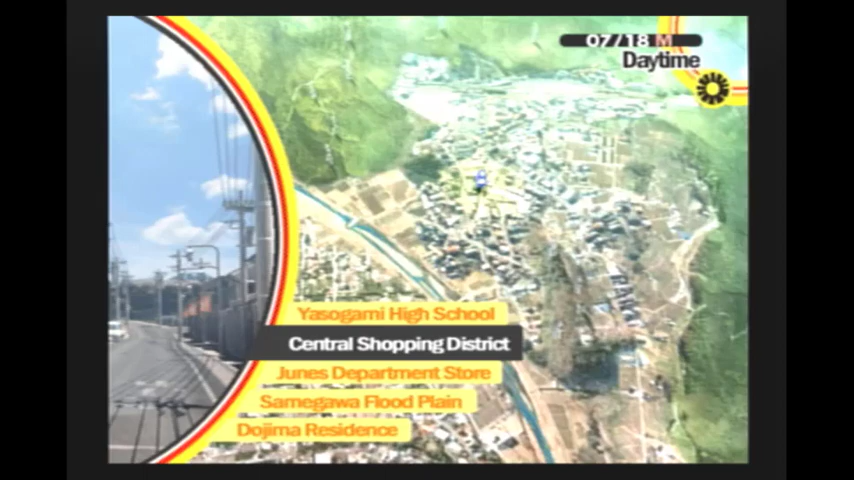 07/18 M
Daytime
Yasogami High School
Central Shopping District
Junes Department Store
Samegawa Flood Plain
Dojima Residence